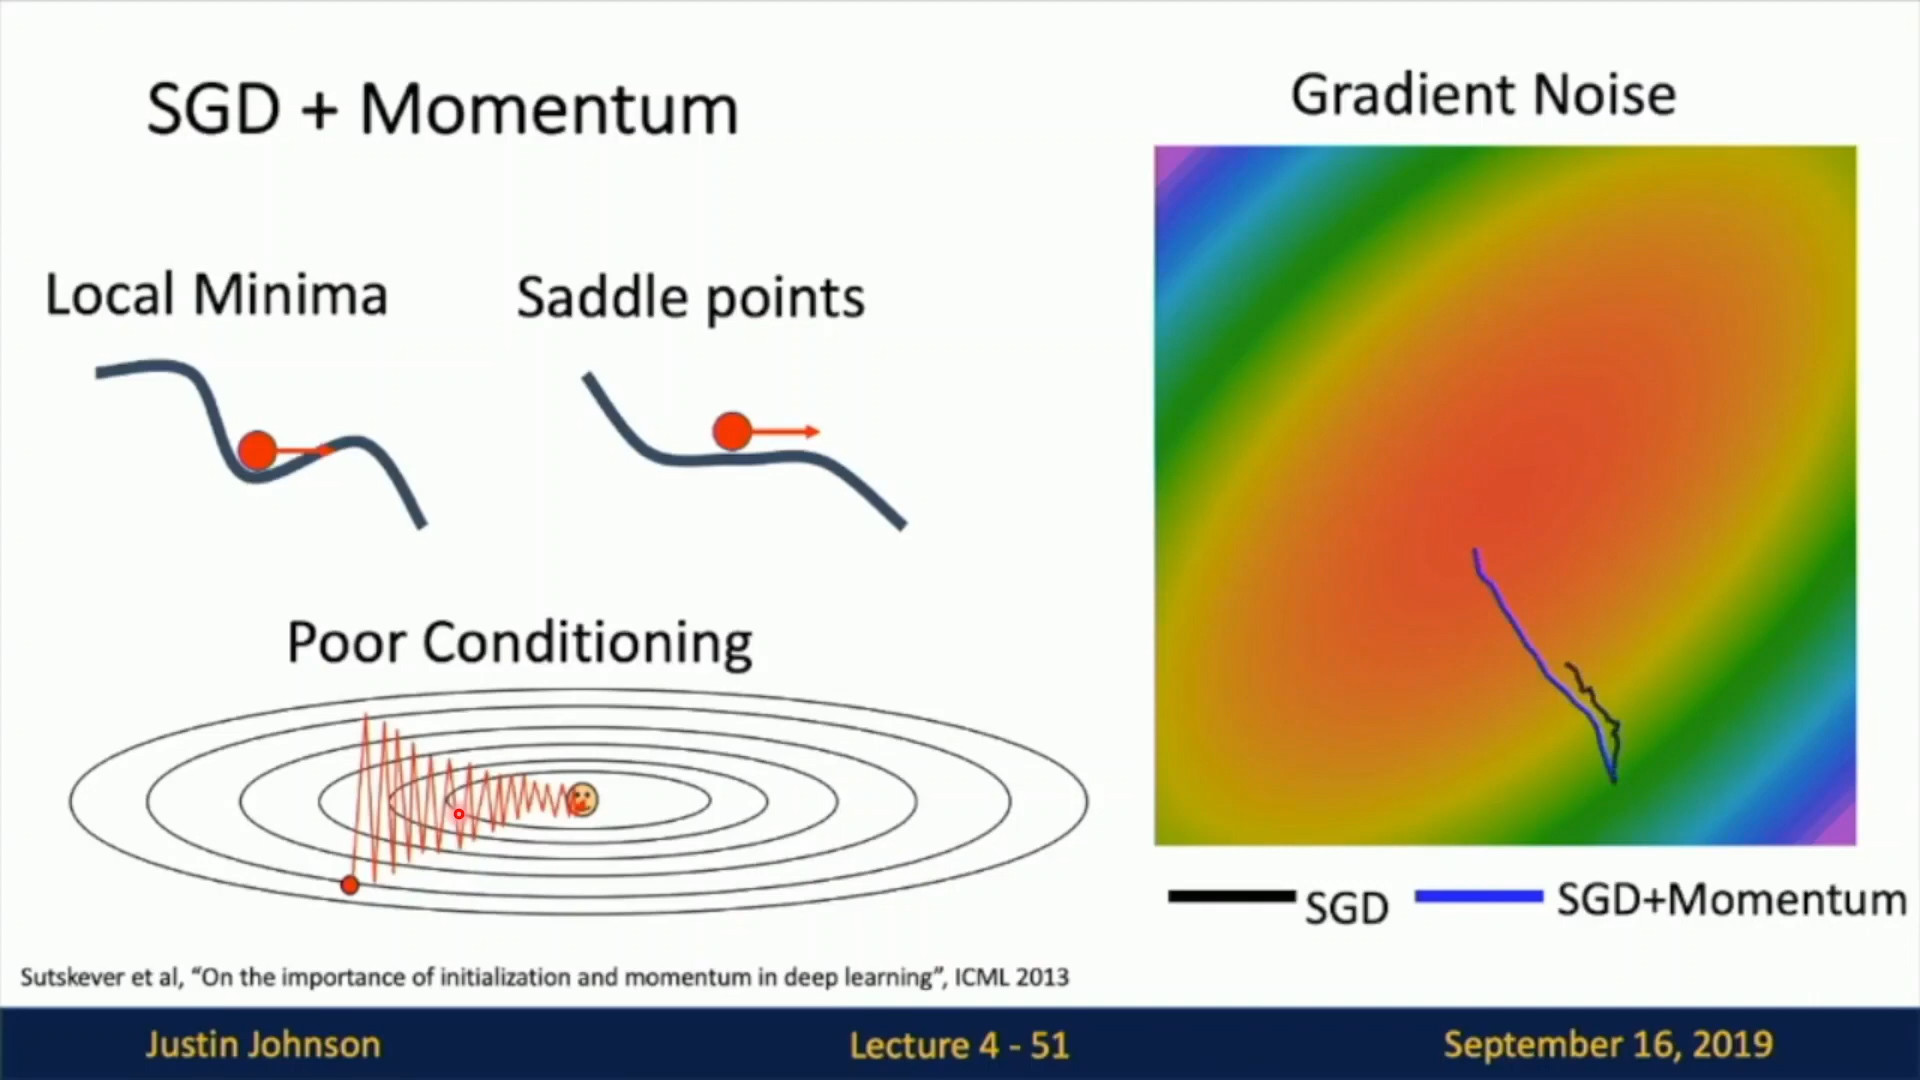 SGD + Momentum
Gradient Noise
Local Minima
Saddle points
Poor Conditioning
SGD
SGD+Momentum
Sutskever et al, “On the importance of initialization and momentum in deep learning”, ICML 2013
Justin Johnson
Lecture 4 - 51
September 16, 2019